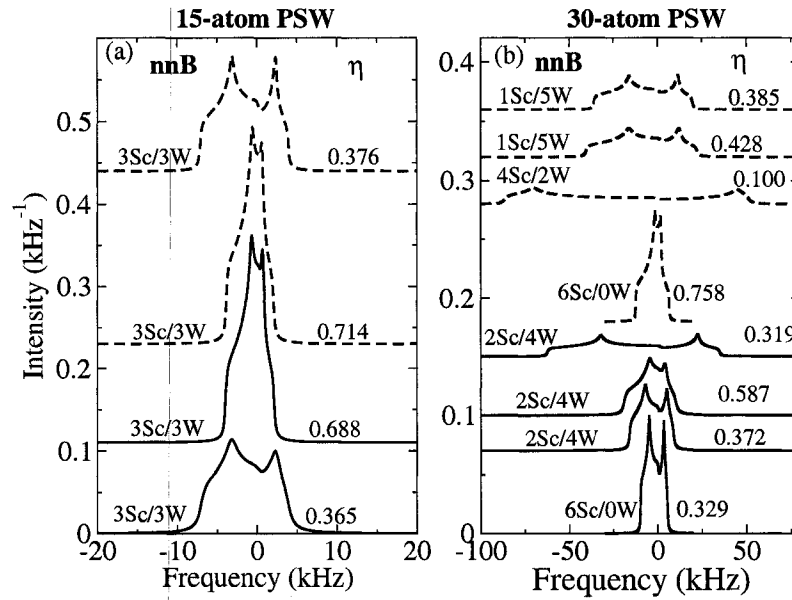 15-atom PSW
30-atom PSW
(a) nnB η
0.5
0.4
0.3
0.2
0.1
0
Intensity (kHz⁻¹)
3Sc/3W 0.376
3Sc/3W 0.714
3Sc/3W 0.688
3Sc/3W 0.365
-20 -10 0 10 20
Frequency (kHz)
(b) nnB η
0.4
0.3
0.2
0.1
0
1Sc/5W 0.385
1Sc/5W 0.428
4Sc/2W 0.100
6Sc/0W 0.758
2Sc/4W 0.319
2Sc/4W 0.587
2Sc/4W 0.372
6Sc/0W 0.329
-100 -50 0 50
Frequency (kHz)